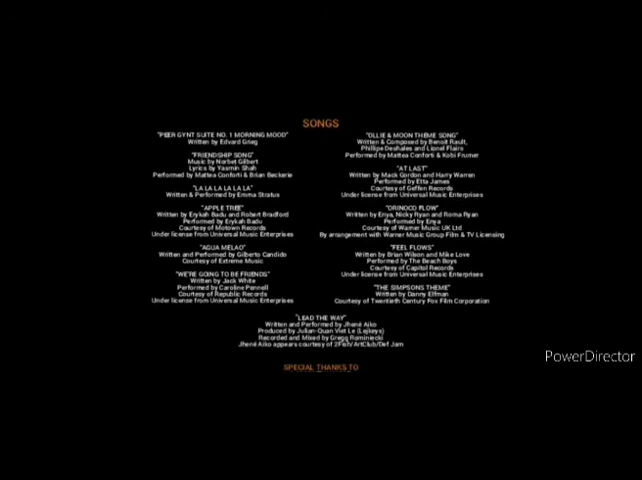 SONGS
"PEER GYNT SUITE NO. 1 MORNING MOOD"
Written by Edvard Grieg
"FRIENDSHIP SONG"
Music by Norbet Gilbert
Lyrics by Yasmin Shah
Performed by Mattea Conforti & Brian Beckerle
"LA LA LA LA LA LA"
Written & Performed by Emma Stratus
"APPLE TREE"
Written by Erykah Badu and Robert Bradford
Performed by Erykah Badu
Courtesy of Motown Records
Under license from Universal Music Enterprises
"AGUA MELAO"
Written and Performed by Gilberto Candido
Courtesy of Extreme Music
"WE'RE GOING TO BE FRIENDS"
Written by Jack White
Performed by Caroline Pennell
Courtesy of Republic Records
Under license from Universal Music Enterprises
"OLLIE & MOON THEME SONG"
Written & Composed by Benoit Rault,
Phillipe Deshales and Lionel Flairs
Performed by Mattea Conforti & Kobi Frumer
"AT LAST"
Written by Mack Gordon and Harry Warren
Performed by Etta James
Courtesy of Geffen Records
Under license from Universal Music Enterprises
"ORINOCO FLOW"
Written by Enya, Nicky Ryan and Roma Ryan
Performed by Enya
Courtesy of Warner Music UK Ltd
By arrangement with Warner Music Group Film & TV Licensing
"FEEL FLOWS"
Written by Brian Wilson and Mike Love
Performed by The Beach Boys
Courtesy of Capitol Records
Under license from Universal Music Enterprises
"THE SIMPSONS THEME"
Written by Danny Elfman
Courtesy of Twentieth Century Fox Film Corporation
"LEAD THE WAY"
Written and Performed by Jhené Aiko
Produced by Julian-Quan Viet Le (Lejkeys)
Recorded and Mixed by Gregg Rominiecki
Jhené Aiko appears courtesy of 2Fish/ArtClub/Def Jam
SPECIAL THANKS TO
PowerDirector